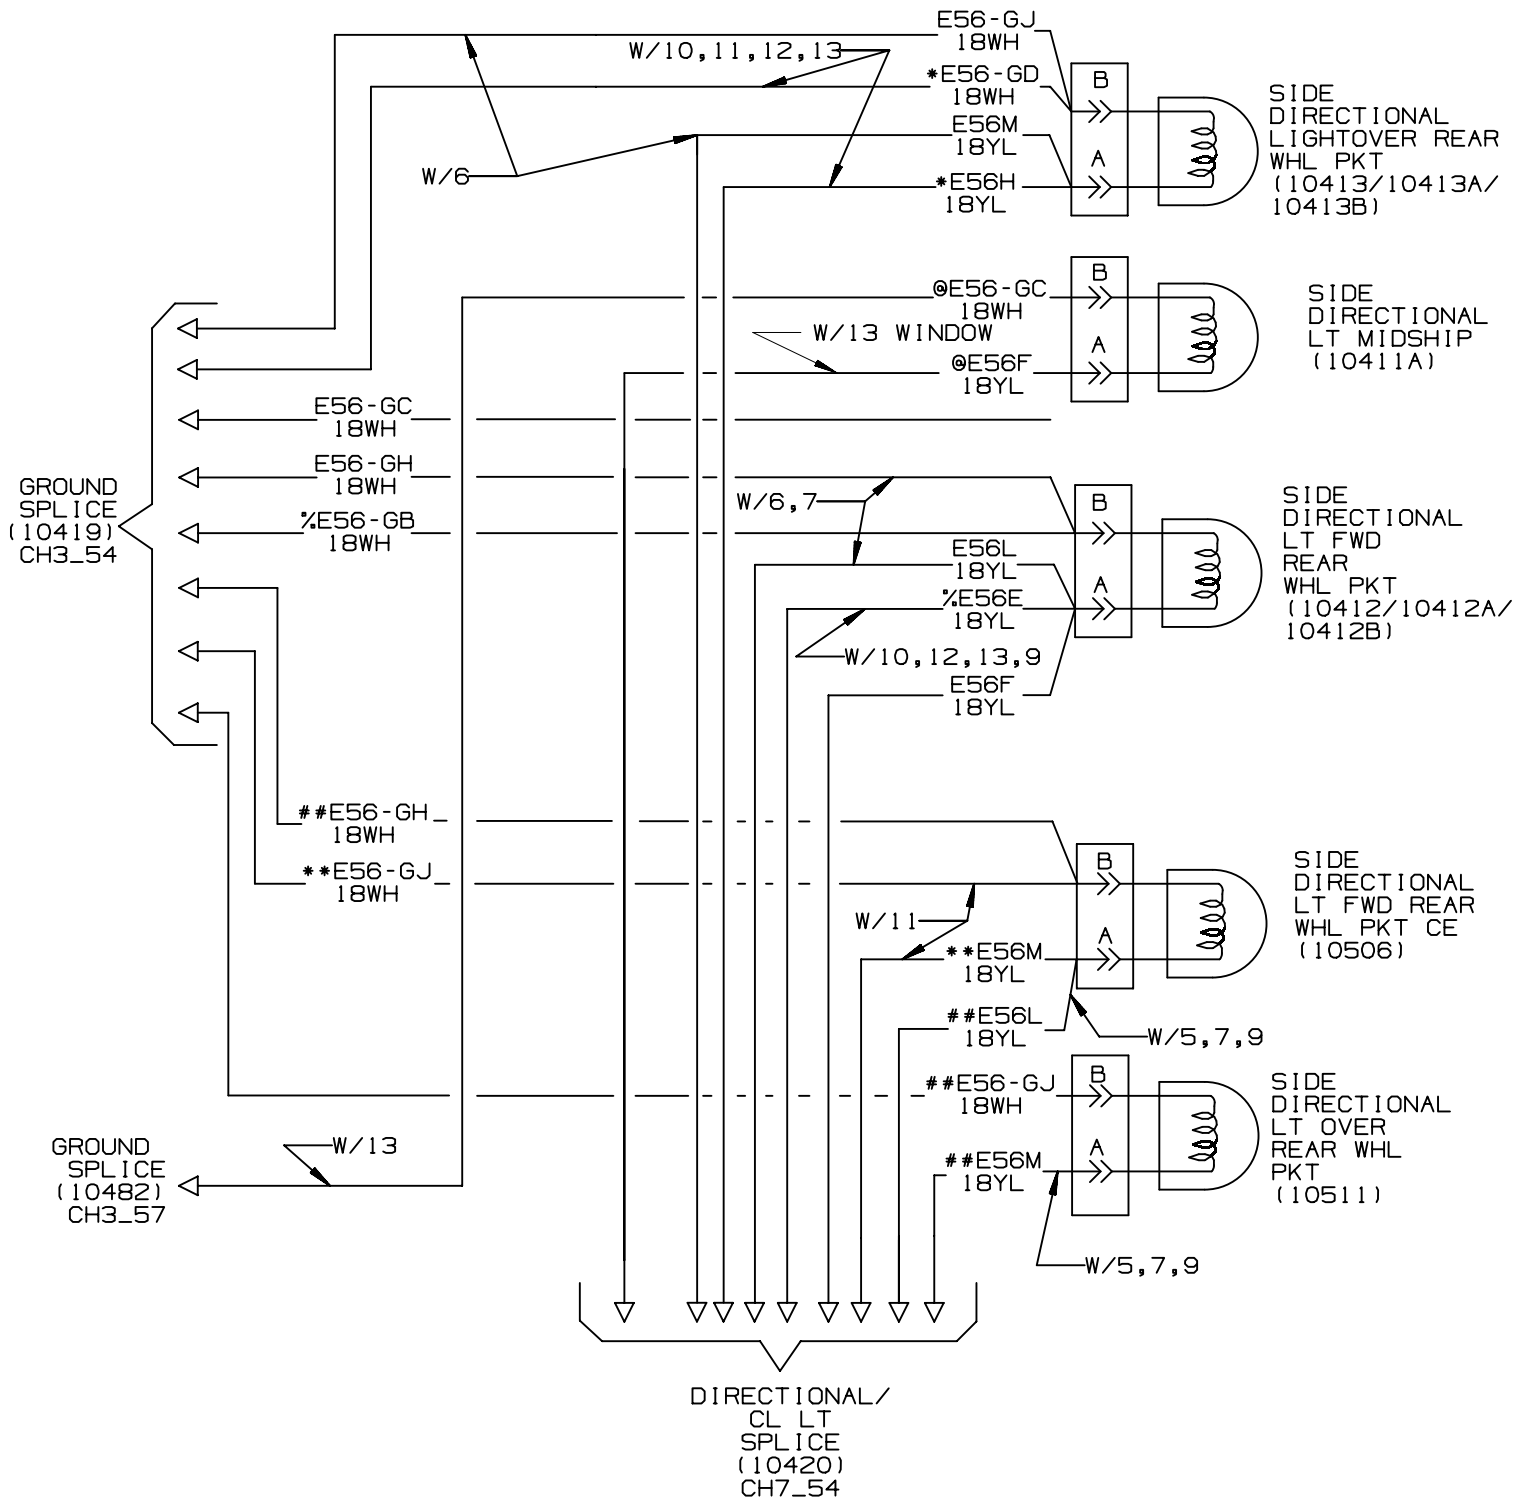 E56-GJ
18WH
W/10,11,12,13
*E56-GD
18WH
E56M
18YL
W/6
*E56H
18YL
B
A
SIDE
DIRECTIONAL
LIGHTOVER REAR
WHL PKT
(10413/10413A/
10413B)
@E56-GC
18WH
W/13 WINDOW
@E56F
18YL
B
A
SIDE
DIRECTIONAL
LT MIDSHIP
(10411A)
E56-GC
18WH
E56-GH
18WH
%E56-GB
18WH
GROUND
SPLICE
(10419)
CH3_54
W/6,7
E56L
18YL
%E56E
18YL
W/10,12,13,9
E56F
18YL
B
A
SIDE
DIRECTIONAL
LT FWD
REAR
WHL PKT
(10412/10412A/
10412B)
##E56-GH
18WH
**E56-GJ
18WH
W/11
**E56M
18YL
##E56L
18YL
B
A
SIDE
DIRECTIONAL
LT FWD REAR
WHL PKT CE
(10506)
W/5,7,9
##E56-GJ
18WH
##E56M
18YL
B
A
SIDE
DIRECTIONAL
LT OVER
REAR WHL
PKT
(10511)
W/5,7,9
GROUND
SPLICE
(10482)
CH3_57
W/13
DIRECTIONAL/
CL LT
SPLICE
(10420)
CH7_54